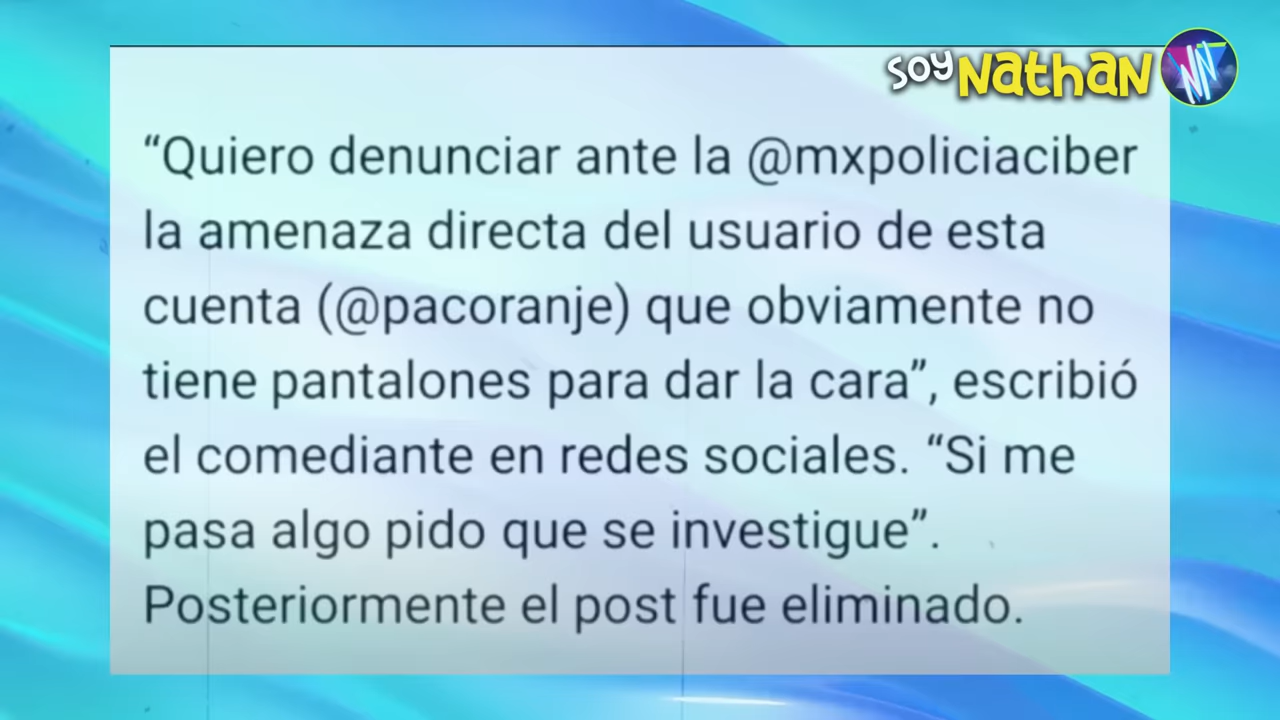 SOY NatHAN
“Quiero denunciar ante la @mxpoliciaciber
la amenaza directa del usuario de esta
cuenta (@pacoranje) que obviamente no
tiene pantalones para dar la cara”, escribió
el comediante en redes sociales. “Si me
pasa algo pido que se investigue”.
Posteriormente el post fue eliminado.